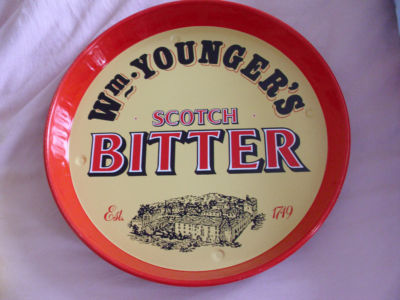 Wm. YOUNGER'S
SCOTCH
BITTER
Est. 1749